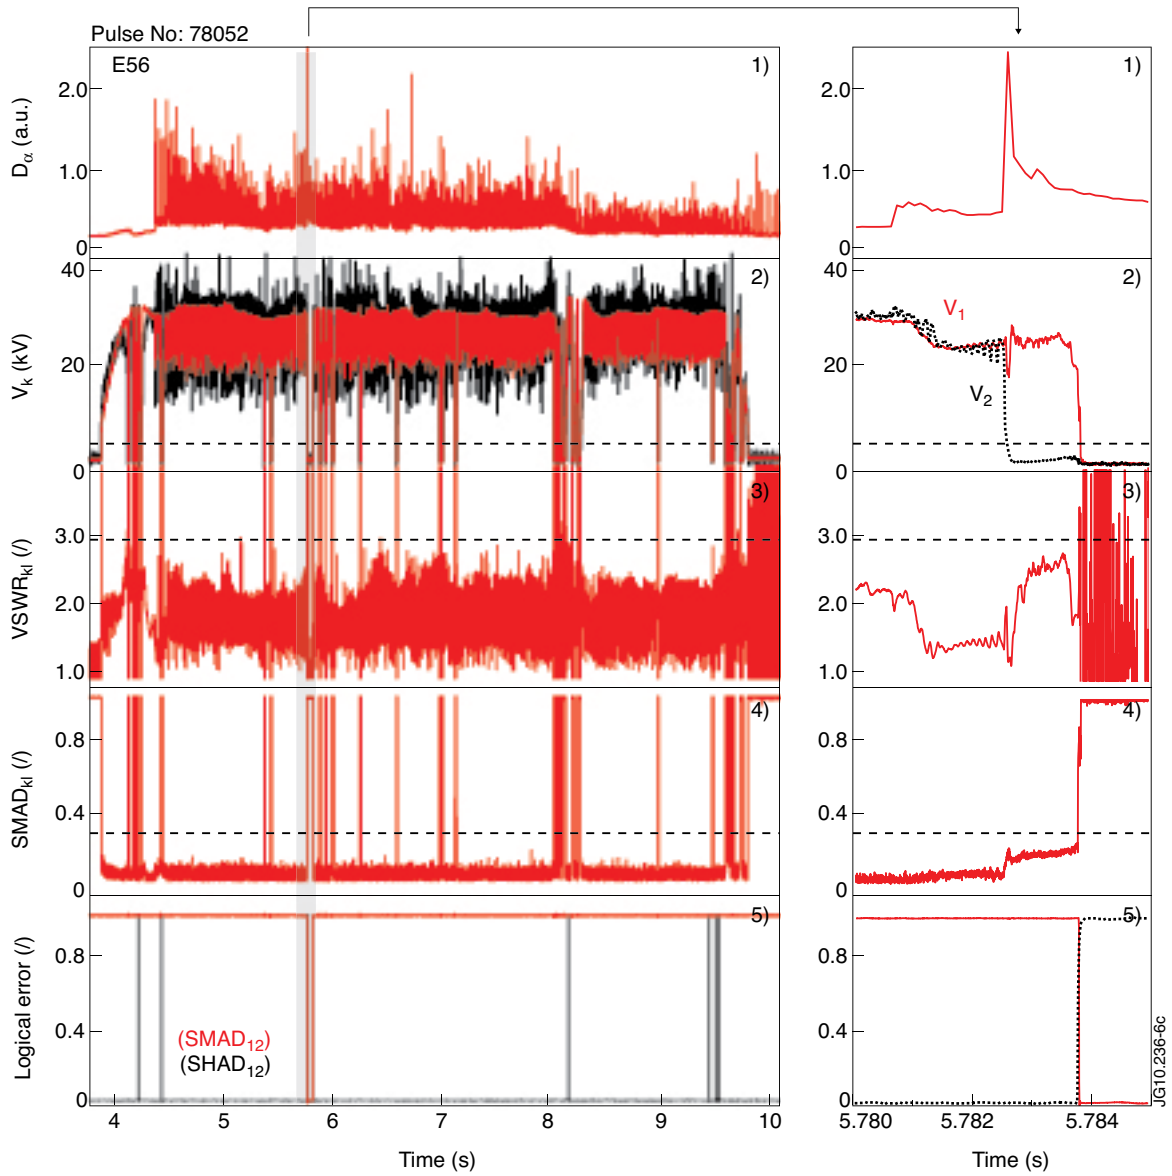 Pulse No: 78052
E56
1)
2.0
1.0
0
Dα (a.u.)
2)
40
20
0
Vk (kV)
3)
3.0
2.0
1.0
VSWRkl (/)
4)
0.8
0.4
0
SMADkl (/)
5)
0.8
0.4
0
Logical error (/)
(SMAD12)
(SHAD12)
4 5 6 7 8 9 10
Time (s)
1)
2.0
1.0
0
2)
40
20
0
V1
V2
3)
3.0
2.0
1.0
4)
0.8
0.4
0
5)
0.8
0.4
0
5.780 5.782 5.784
Time (s)
JG10.236-6c